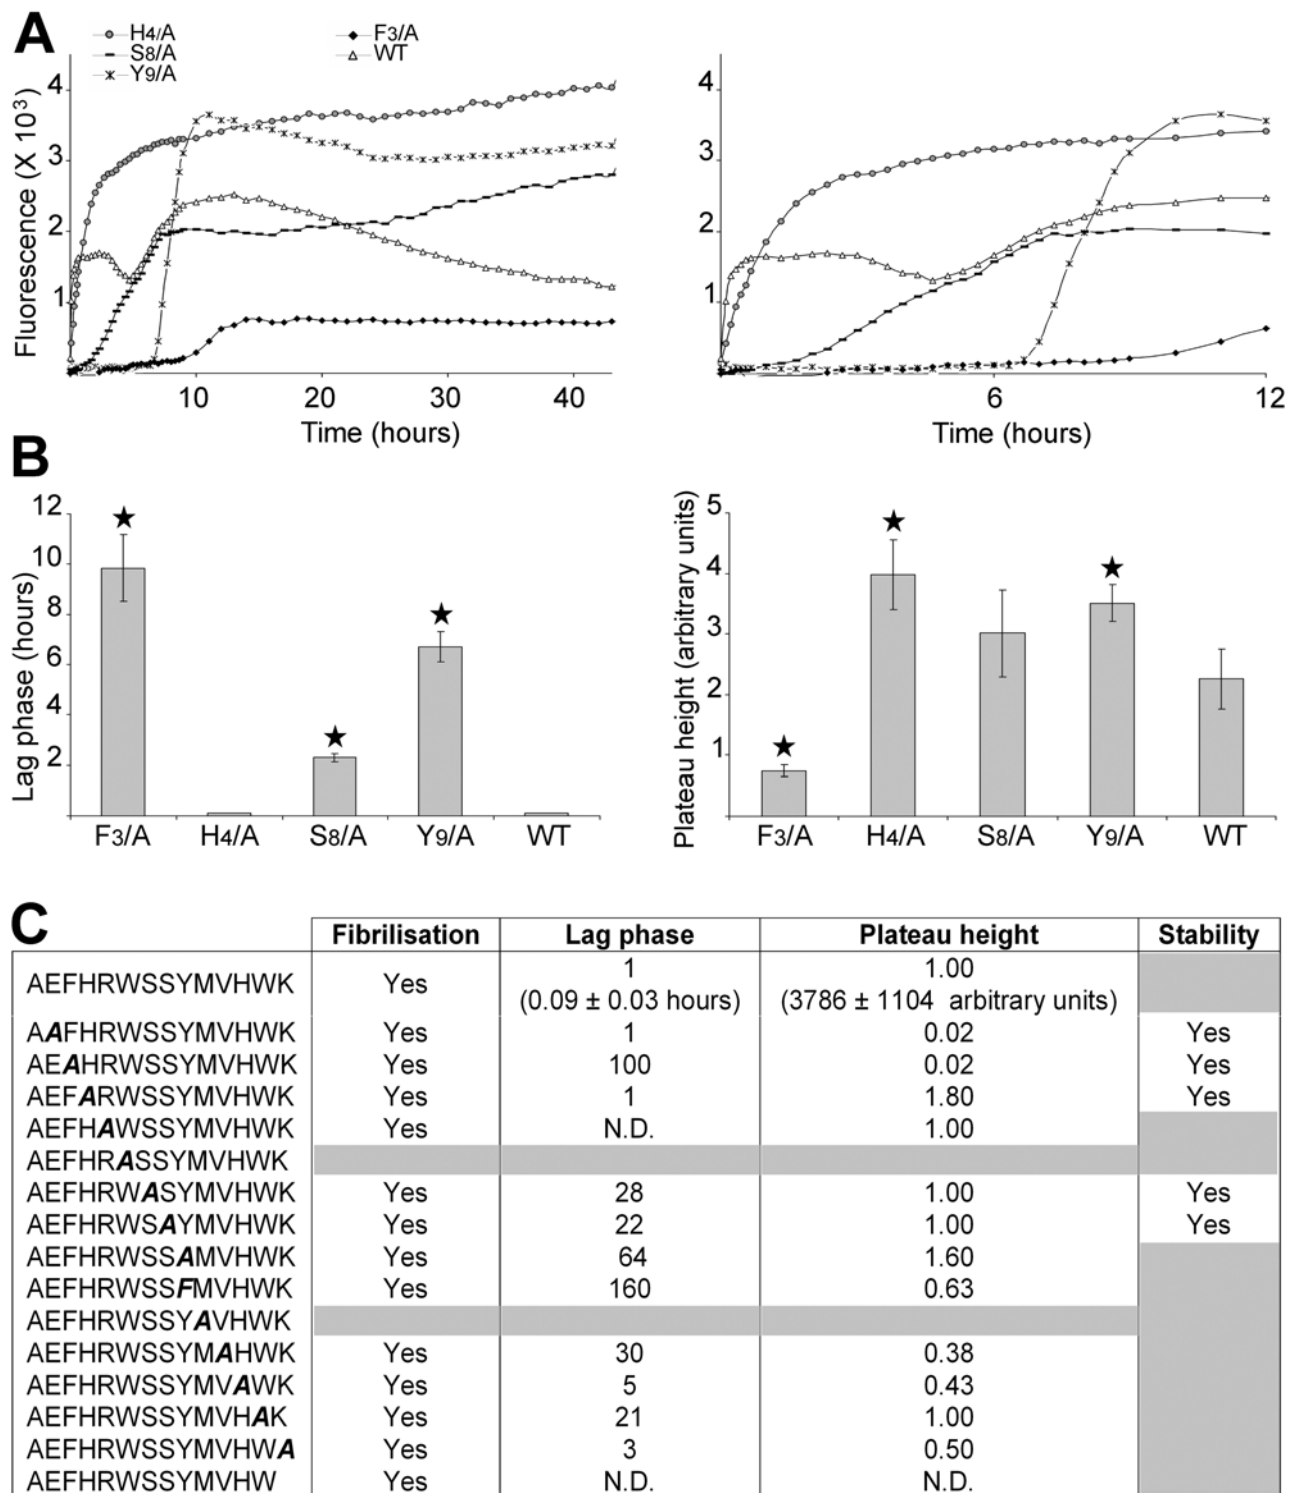 A
H4/A
S8/A
Y9/A
F3/A
WT
Fluorescence (X 10³)
4
3
2
1
10 20 30 40
Time (hours)
4
3
2
1
6 12
Time (hours)
B
Lag phase (hours)
12
10
8
6
4
2
F3/A H4/A S8/A Y9/A WT
Plateau height (arbitrary units)
5
4
3
2
1
F3/A H4/A S8/A Y9/A WT
C
Fibrilisation Lag phase Plateau height Stability
AEFHRWSSYMVHWK Yes 1 1.00
(0.09 ± 0.03 hours) (3786 ± 1104 arbitrary units)
AAFHRWSSYMVHWK Yes 1 0.02 Yes
AEAHRWSSYMVHWK Yes 100 0.02 Yes
AEFARWSSYMVHWK Yes 1 1.80 Yes
AEFHAWSSYMVHWK Yes N.D. 1.00
AEFHRASSYMVHWK
AEFHRWASYMVHWK Yes 28 1.00 Yes
AEFHRWSAYMVHWK Yes 22 1.00 Yes
AEFHRWSSAMVHWK Yes 64 1.60
AEFHRWSSFMVHWK Yes 160 0.63
AEFHRWSSYAVHWK
AEFHRWSSYMAHWK Yes 30 0.38
AEFHRWSSYMVAWK Yes 5 0.43
AEFHRWSSYMVHAK Yes 21 1.00
AEFHRWSSYMVHWA Yes 3 0.50
AEFHRWSSYMVHW Yes N.D. N.D.